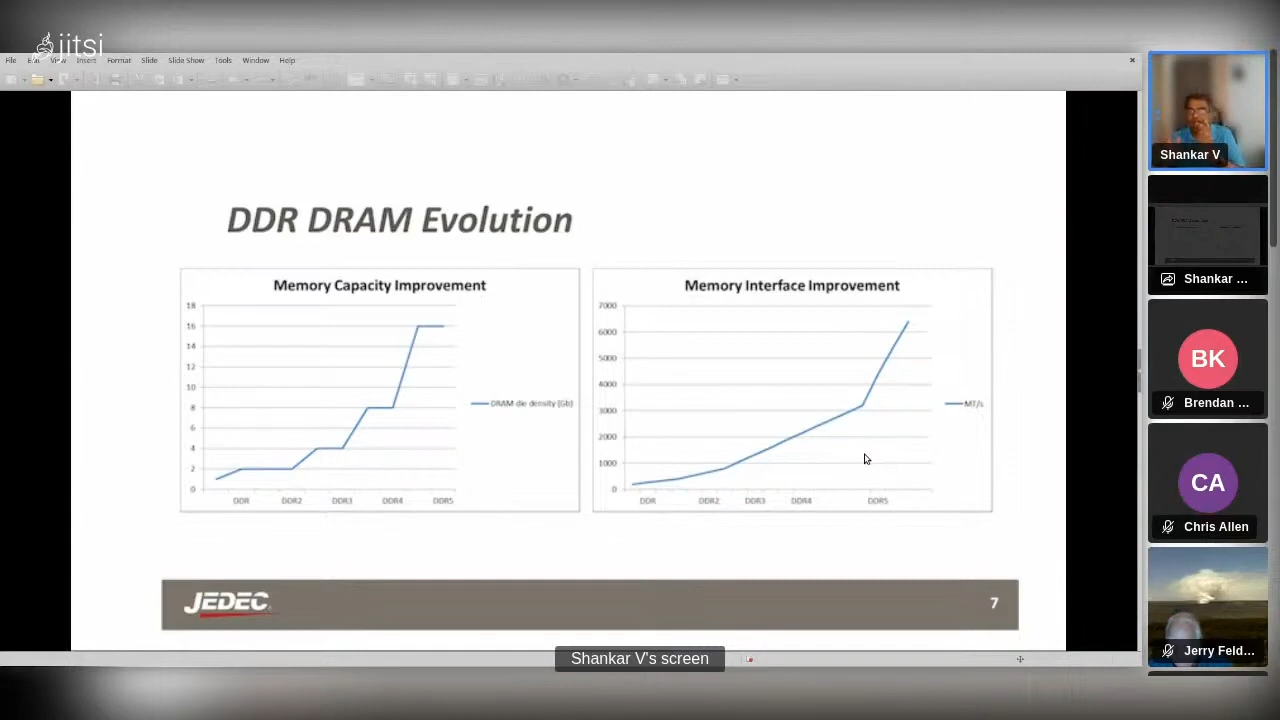 jitsi
File Edit View Insert Format Slide Slide Show Tools Window Help
DDR DRAM Evolution
Memory Capacity Improvement
18
16
14
12
10
8
6
4
2
0
DDR DDR2 DDR3 DDR4 DDR5
DRAM die density (Gb)
Memory Interface Improvement
7000
6000
5000
4000
3000
2000
1000
0
DDR DDR2 DDR3 DDR4 DDR5
MT/s
JEDEC
7
Shankar V's screen
Shankar V
Shankar ...
BK
Brendan ...
CA
Chris Allen
Jerry Feld...